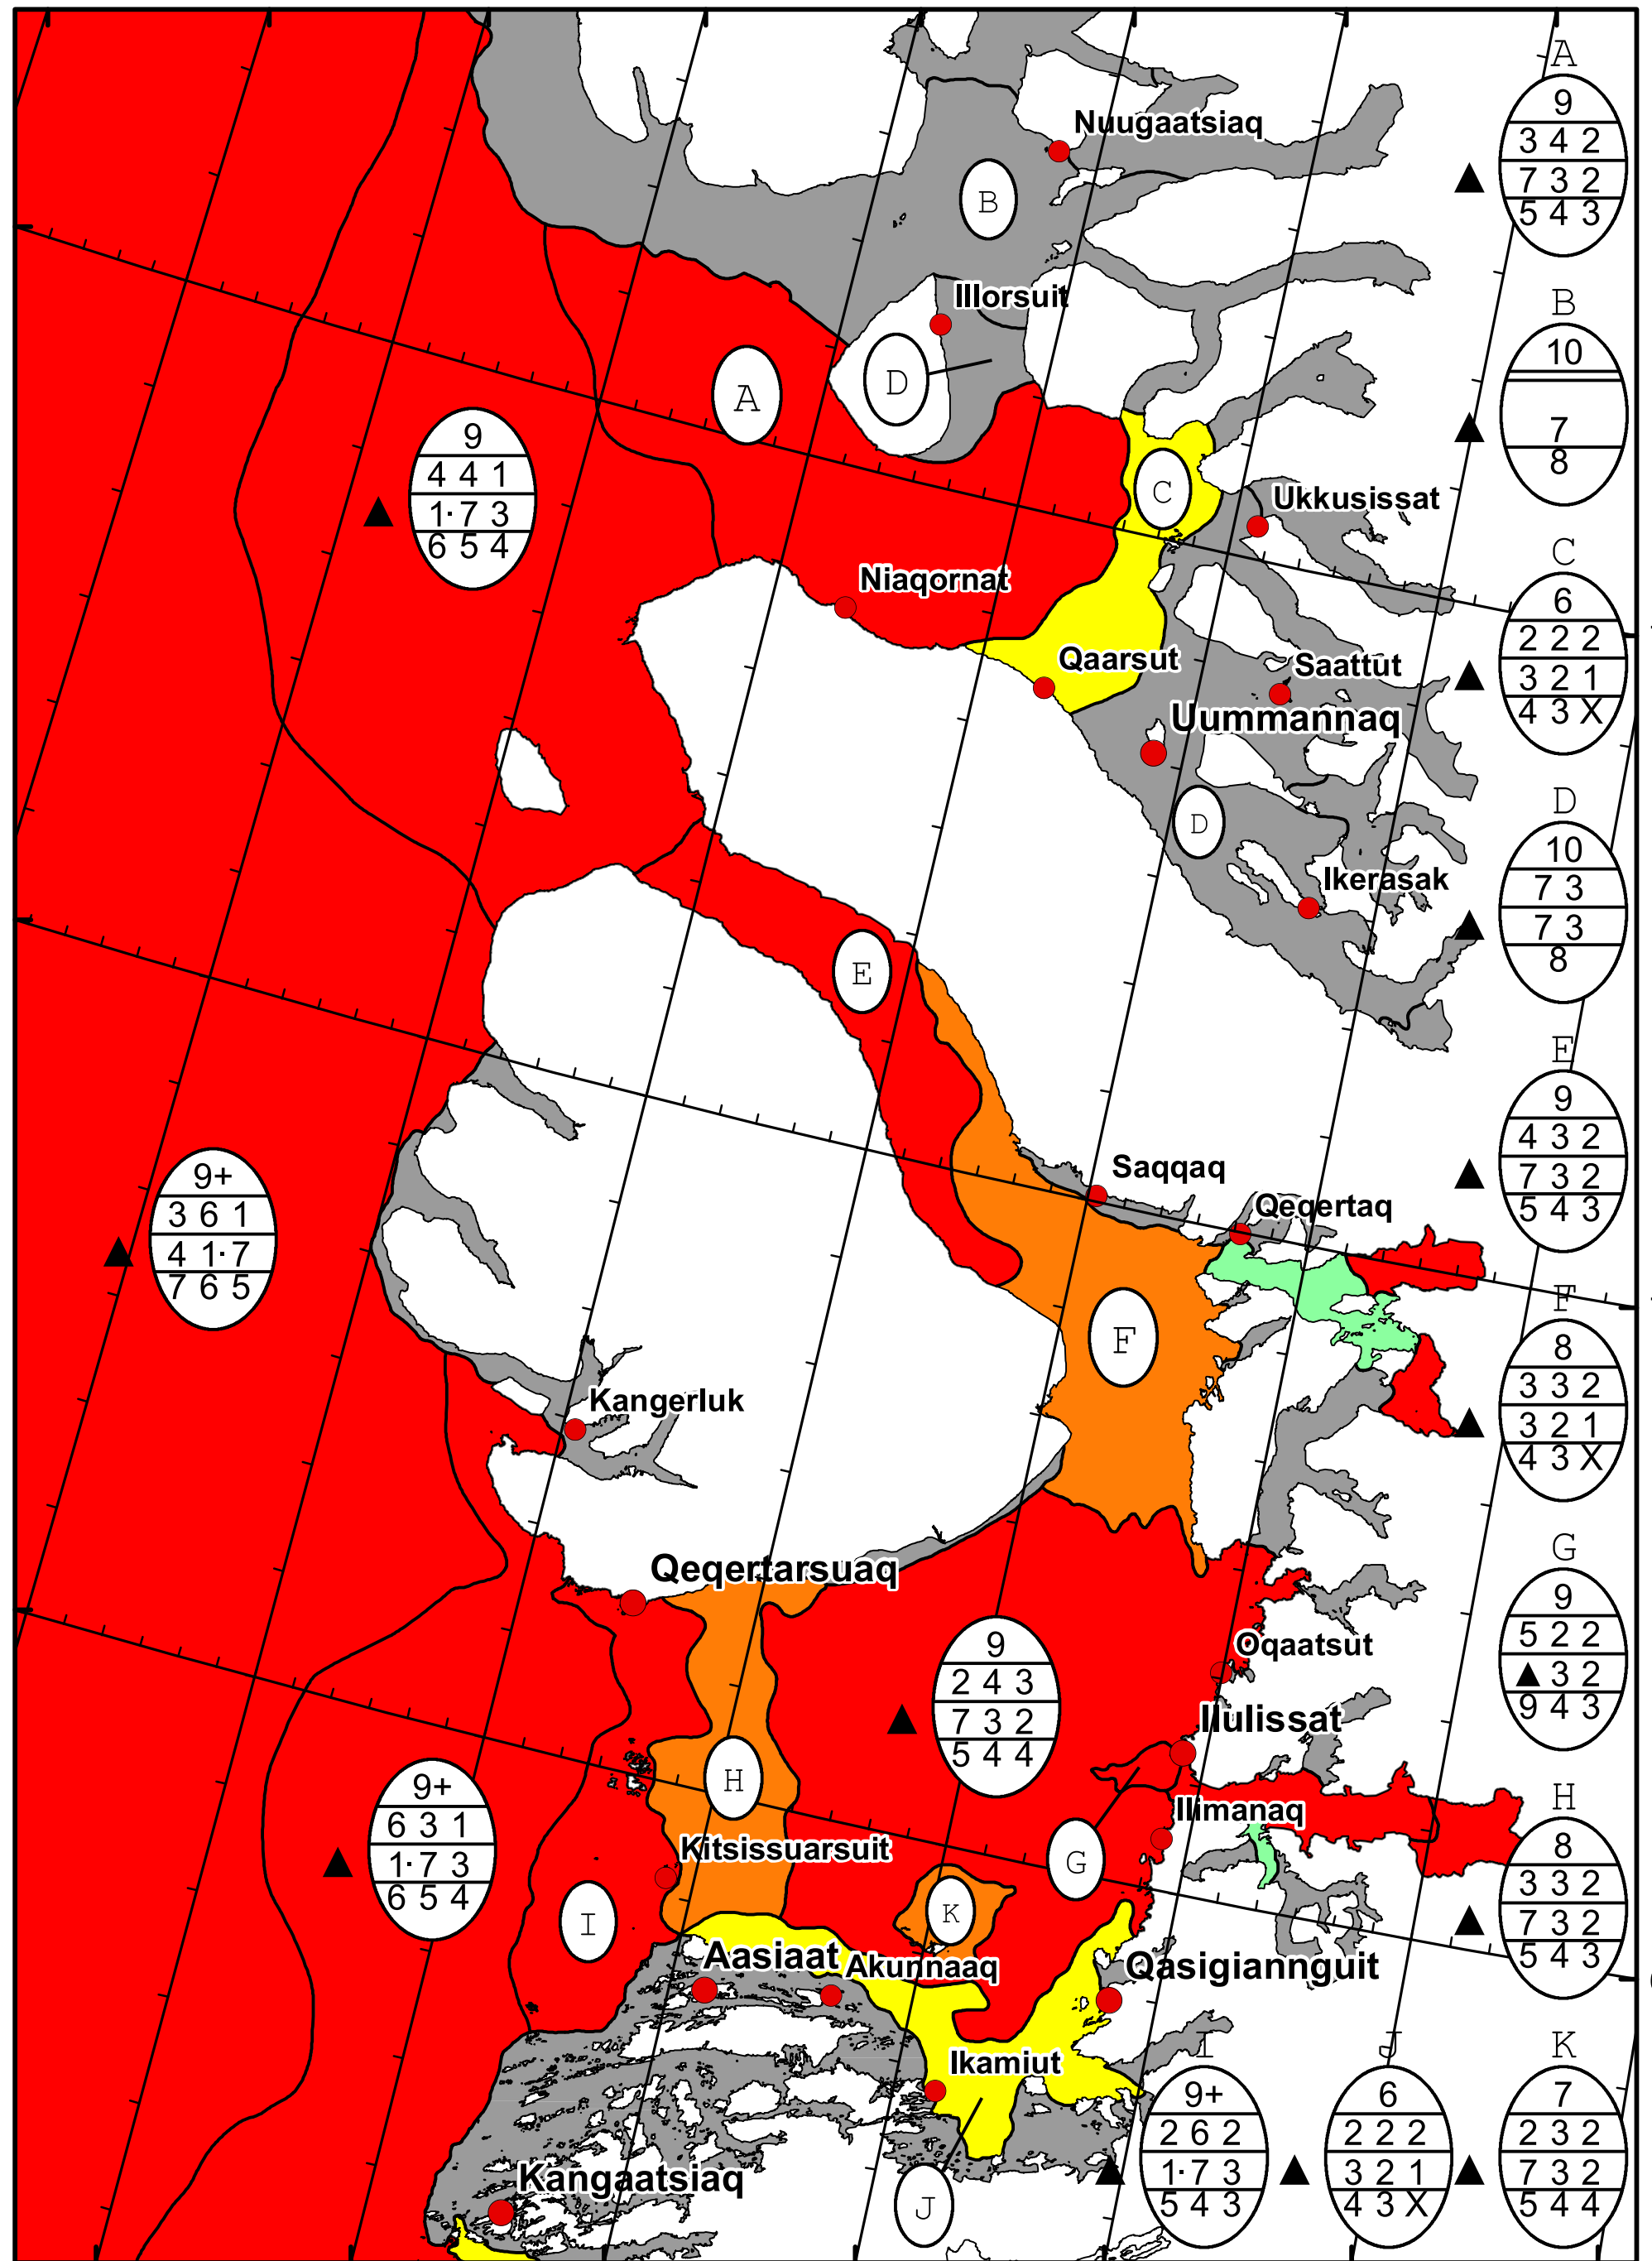 A
9
3 4 2
7 3 2
5 4 3
Nuugaatsiaq
B
B
10
7
8
Illorsuit
D
A
9
4 4 1
1· 7 3
6 5 4
C
Ukkusissat
C
6
2 2 2
3 2 1
4 3 X
Niaqornat
Qaarsut
Saattut
Uummannaq
D
D
10
7 3
7 3
8
Ikerasak
E
E
9
4 3 2
7 3 2
5 4 3
Saqqaq
Qeqertaq
9+
3 6 1
4 1· 7
7 6 5
F
F
8
3 3 2
3 2 1
4 3 X
Kangerluk
Qeqertarsuaq
G
9
5 2 2
▲ 3 2
9 4 3
Oqaatsut
9
2 4 3
7 3 2
5 4 4
Ilulissat
H
9+
6 3 1
1· 7 3
6 5 4
Ilimanaq
H
8
3 3 2
7 3 2
5 4 3
Kitsissuarsuit
G
I
K
Aasiaat
Akunnaaq
Qasigiannguit
Ikamiut
I
9+
2 6 2
1· 7 3
5 4 3
J
6
2 2 2
3 2 1
4 3 X
K
7
2 3 2
7 3 2
5 4 4
Kangaatsiaq
J